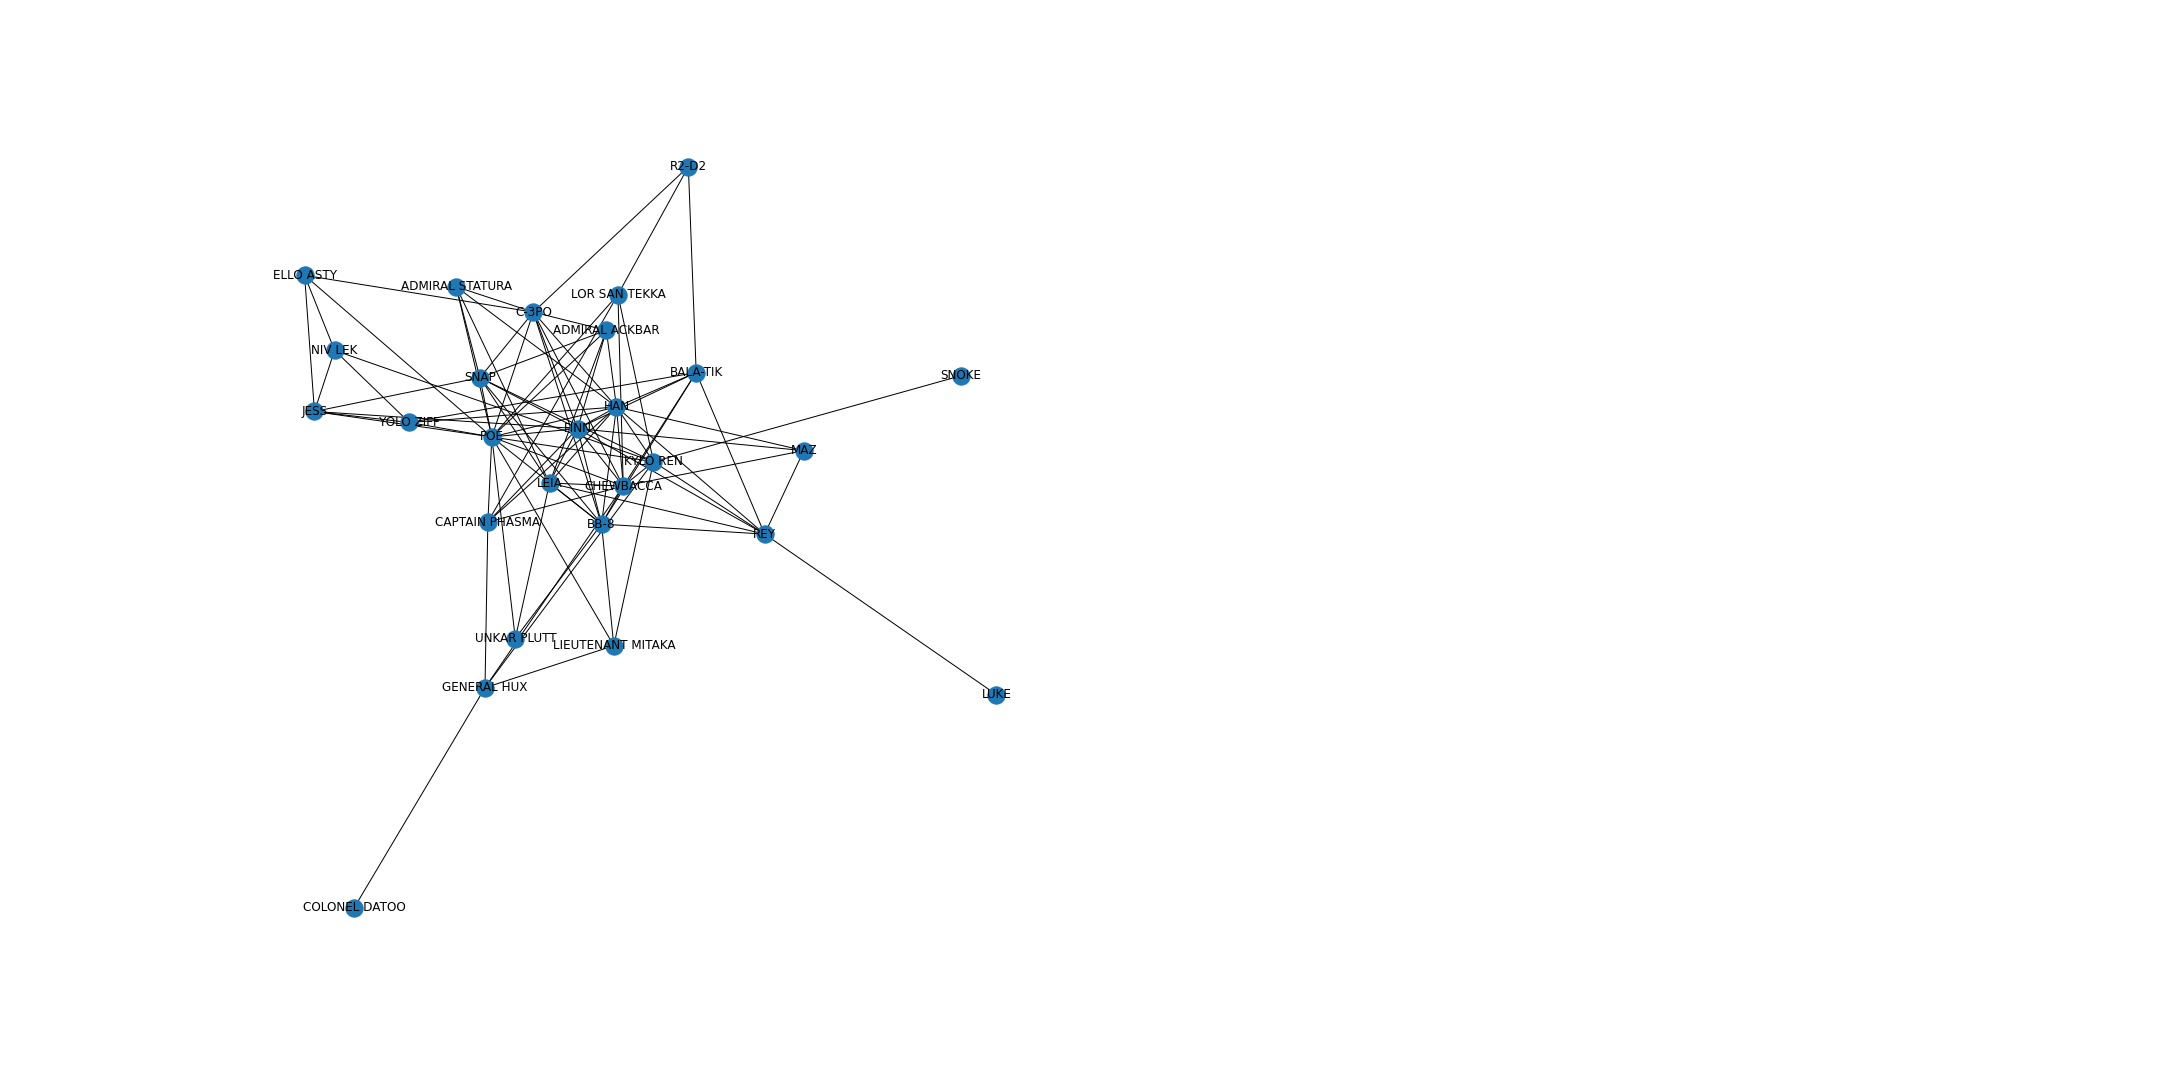 R2-D2
ELLO ASTY
ADMIRAL STATURA
LOR SAN TEKKA
C-3PO
ADMIRAL ACKBAR
NIV LEK
BALA-TIK
SNOKE
SNAP
HAN
JESS
YOLO ZIFF
FINN
POE
MAZ
KYLO REN
LEIA
CHEWBACCA
CAPTAIN PHASMA
BB-8
REY
UNKAR PLUTT
LIEUTENANT MITAKA
GENERAL HUX
LUKE
COLONEL DATOO